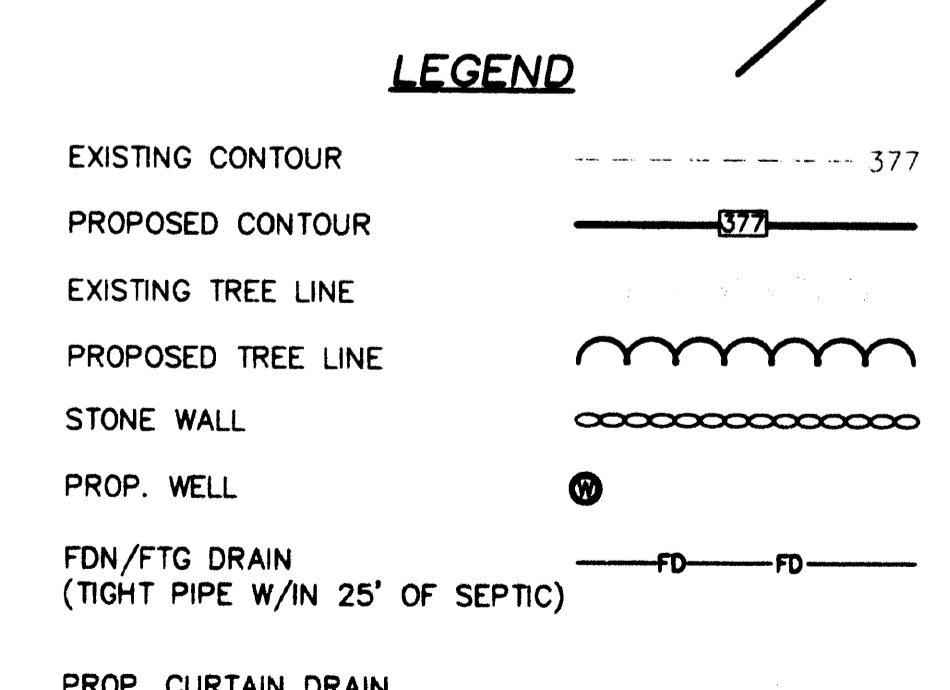 LEGEND
EXISTING CONTOUR 377
PROPOSED CONTOUR 377
EXISTING TREE LINE
PROPOSED TREE LINE
STONE WALL
PROP. WELL W
FDN/FTG DRAIN FD FD
(TIGHT PIPE W/IN 25' OF SEPTIC)
PROP. CURTAIN DRAIN